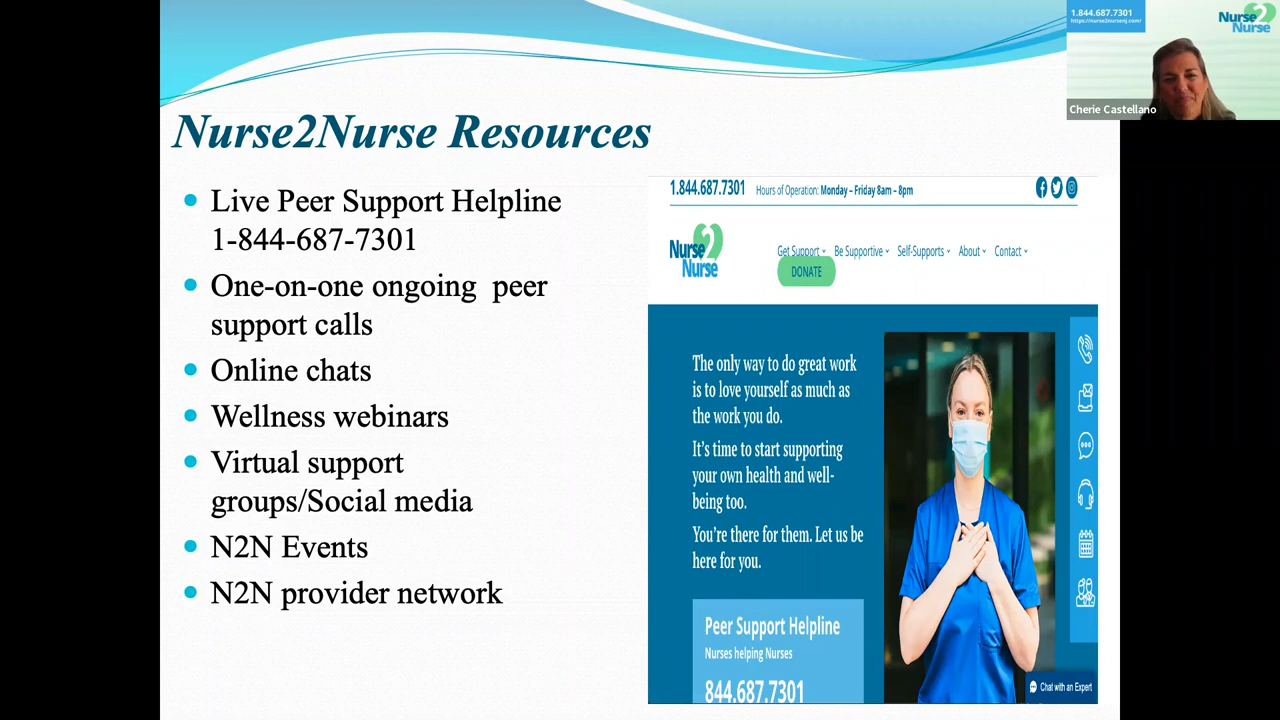 1.844.687.7301
https://nurse2nursenj.com/
Nurse2
Nurse
Cherie Castellano
Nurse2Nurse Resources
Live Peer Support Helpline
1-844-687-7301
One-on-one ongoing peer
support calls
Online chats
Wellness webinars
Virtual support
groups/Social media
N2N Events
N2N provider network
1.844.687.7301 Hours of Operation: Monday – Friday 8am – 8pm
Nurse2
Nurse
Get Support Be Supportive Self-Supports About Contact
DONATE
The only way to do great work
is to love yourself as much as
the work you do.
It's time to start supporting
your own health and well-
being too.
You're there for them. Let us be
here for you.
Peer Support Helpline
Nurses helping Nurses
844.687.7301
Chat with an Expert